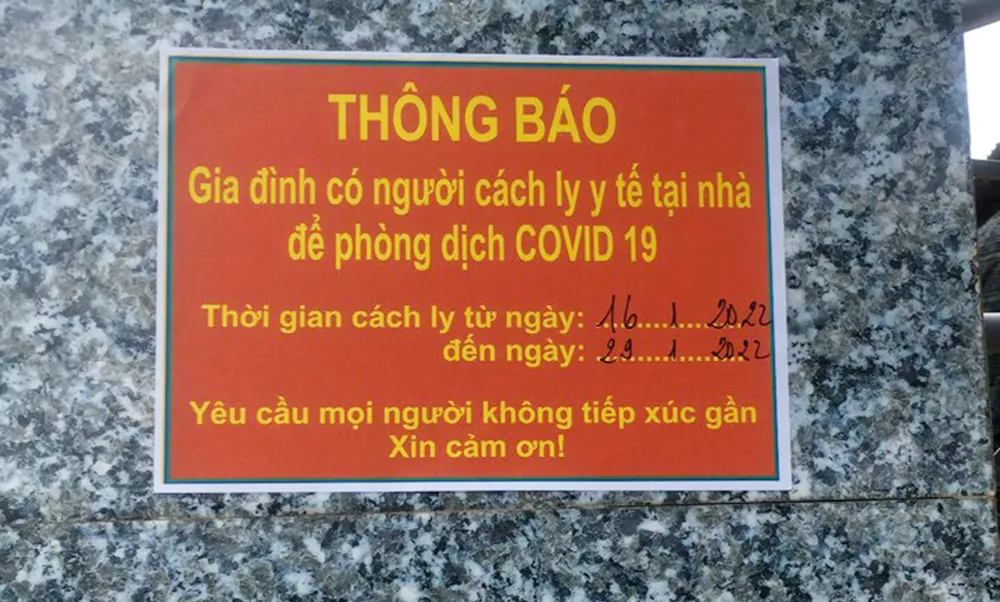 THÔNG BÁO
Gia đình có người cách ly y tế tại nhà
để phòng dịch COVID 19
Thời gian cách ly từ ngày: 16 1 2022
đến ngày: 29 1 2022
Yêu cầu mọi người không tiếp xúc gần
Xin cảm ơn!